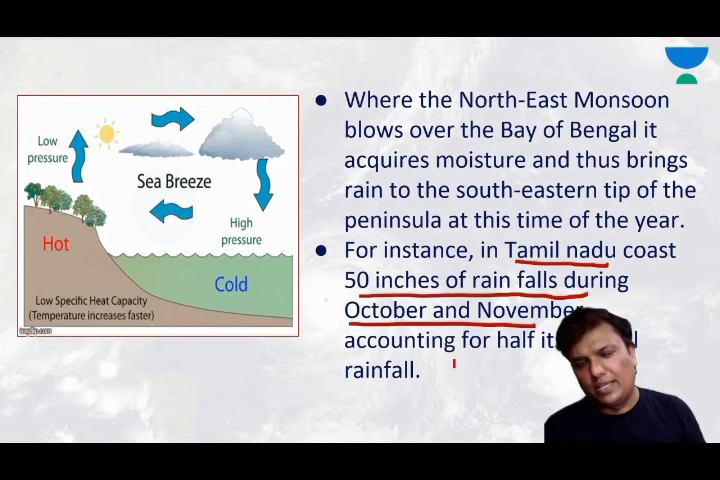 Low
pressure
Sea Breeze
High
pressure
Hot
Cold
Low Specific Heat Capacity
(Temperature increases faster)
imgflip.com
● Where the North-East Monsoon
blows over the Bay of Bengal it
acquires moisture and thus brings
rain to the south-eastern tip of the
peninsula at this time of the year.
● For instance, in Tamil nadu coast
50 inches of rain falls during
October and November
accounting for half
rainfall.